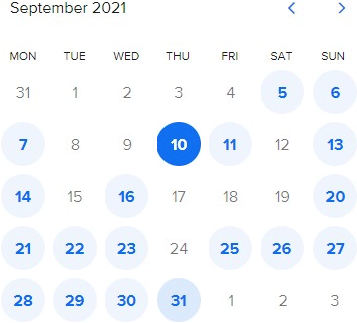 September 2021
MON TUE WED THU FRI SAT SUN
31 1 2 3 4 5 6
7 8 9 10 11 12 13
14 15 16 17 18 19 20
21 22 23 24 25 26 27
28 29 30 31 1 2 3